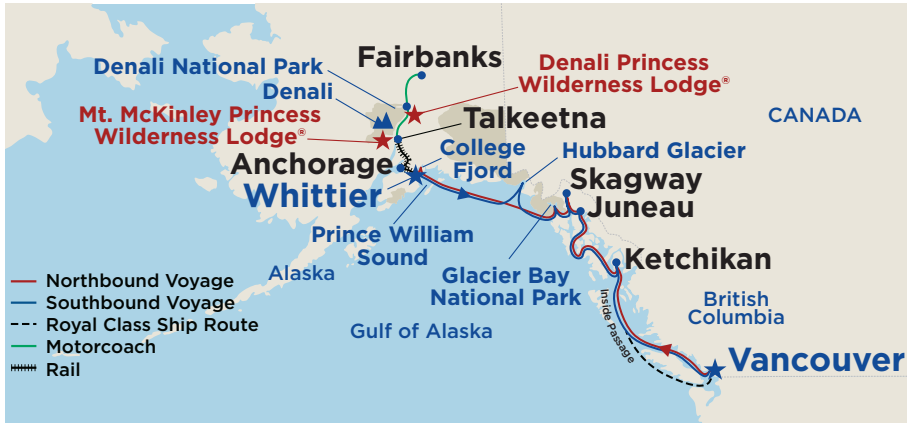 Fairbanks
Denali National Park
Denali
Denali Princess
Wilderness Lodge®
Mt. McKinley Princess
Wilderness Lodge®
CANADA
Talkeetna
College
Fjord
Hubbard Glacier
Anchorage
Whittier
Skagway
Juneau
Prince William
Sound
Alaska
Glacier Bay
National Park
Ketchikan
Inside Passage
British
Columbia
Gulf of Alaska
Vancouver
Northbound Voyage
Southbound Voyage
Royal Class Ship Route
Motorcoach
Rail